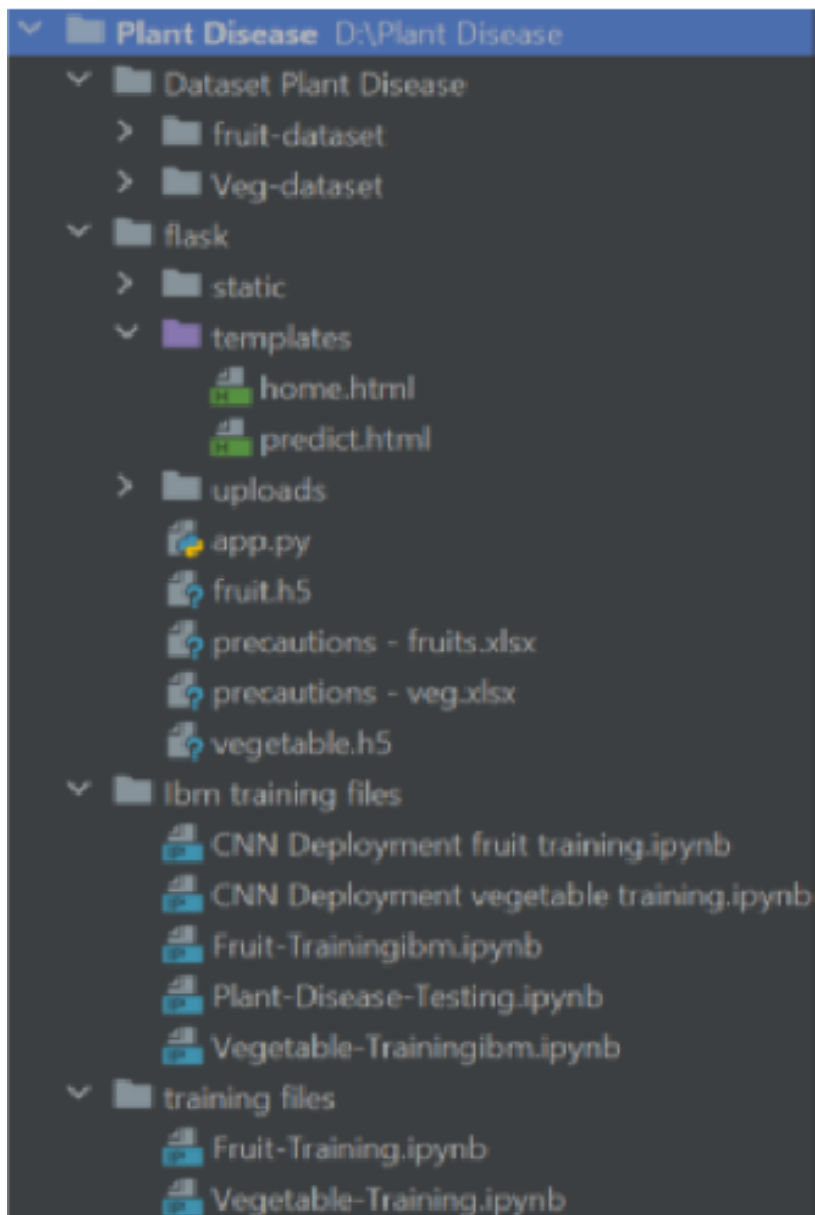 Plant Disease D:\Plant Disease
Dataset Plant Disease
fruit-dataset
Veg-dataset
flask
static
templates
home.html
predict.html
uploads
app.py
fruit.h5
precautions - fruits.xlsx
precautions - veg.xlsx
vegetable.h5
Ibm training files
CNN Deployment fruit training.ipynb
CNN Deployment vegetable training.ipynb
Fruit-Trainingibm.ipynb
Plant-Disease-Testing.ipynb
Vegetable-Trainingibm.ipynb
training files
Fruit-Training.ipynb
Vegetable-Training.ipynb